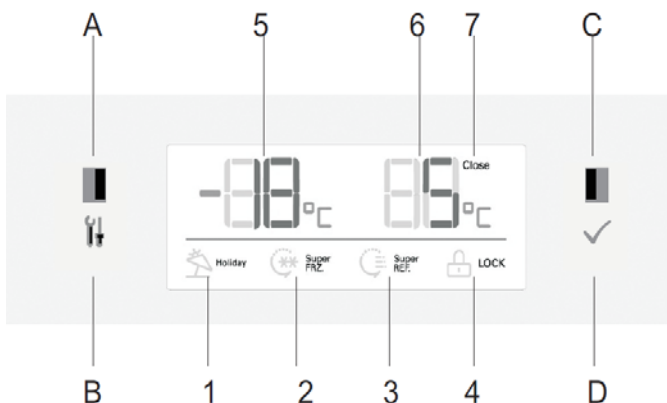 A 5 6 7 C
-18°C 5°C Close
Holiday Super FRZ. Super REF. LOCK
B 1 2 3 4 D